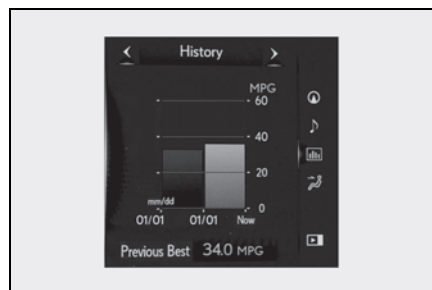 History
MPG
60
40
20
mm/dd
0
01/01 01/01 Now
Previous Best 34.0 MPG